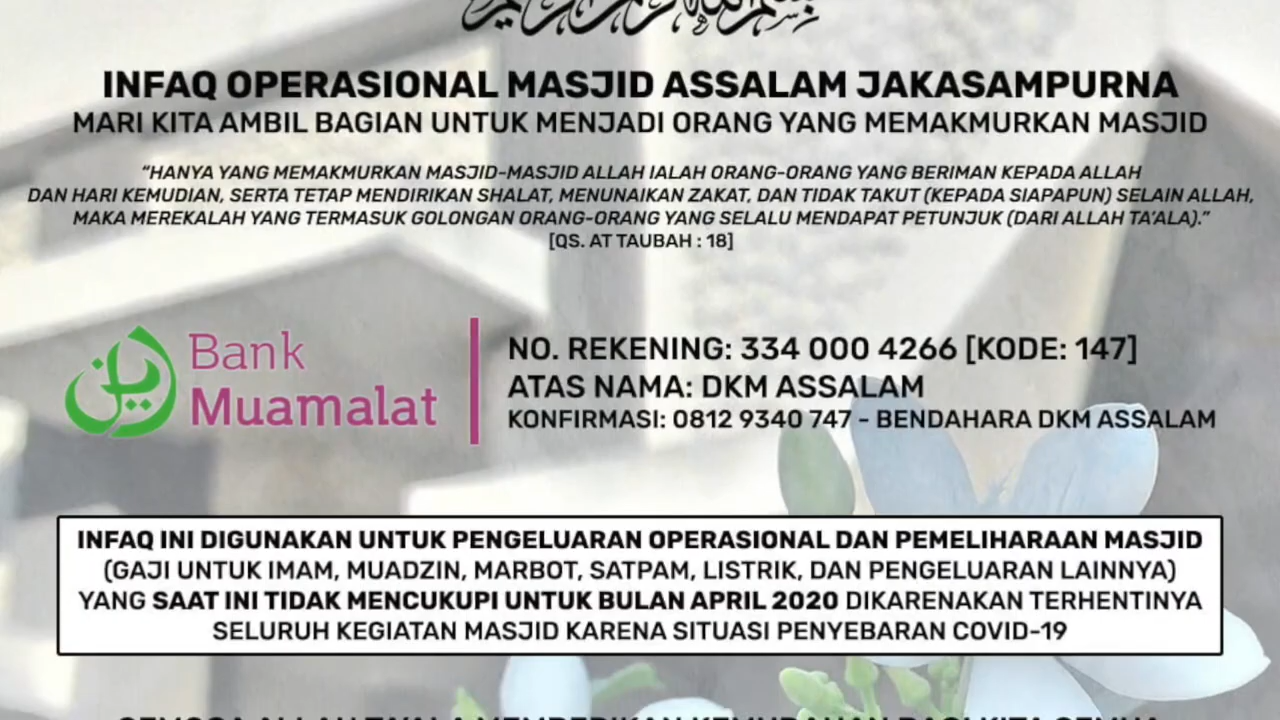 INFAQ OPERASIONAL MASJID ASSALAM JAKASAMPURNA
MARI KITA AMBIL BAGIAN UNTUK MENJADI ORANG YANG MEMAKMURKAN MASJID
“HANYA YANG MEMAKMURKAN MASJID-MASJID ALLAH IALAH ORANG-ORANG YANG BERIMAN KEPADA ALLAH
DAN HARI KEMUDIAN, SERTA TETAP MENDIRIKAN SHALAT, MENUNAIKAN ZAKAT, DAN TIDAK TAKUT (KEPADA SIAPAPUN) SELAIN ALLAH,
MAKA MEREKALAH YANG TERMASUK GOLONGAN ORANG-ORANG YANG SELALU MENDAPAT PETUNJUK (DARI ALLAH TA’ALA).”
[QS. AT TAUBAH : 18]
Bank
Muamalat
NO. REKENING: 334 000 4266 [KODE: 147]
ATAS NAMA: DKM ASSALAM
KONFIRMASI: 0812 9340 747 - BENDAHARA DKM ASSALAM
INFAQ INI DIGUNAKAN UNTUK PENGELUARAN OPERASIONAL DAN PEMELIHARAAN MASJID
(GAJI UNTUK IMAM, MUADZIN, MARBOT, SATPAM, LISTRIK, DAN PENGELUARAN LAINNYA)
YANG SAAT INI TIDAK MENCUKUPI UNTUK BULAN APRIL 2020 DIKARENAKAN TERHENTINYA
SELURUH KEGIATAN MASJID KARENA SITUASI PENYEBARAN COVID-19